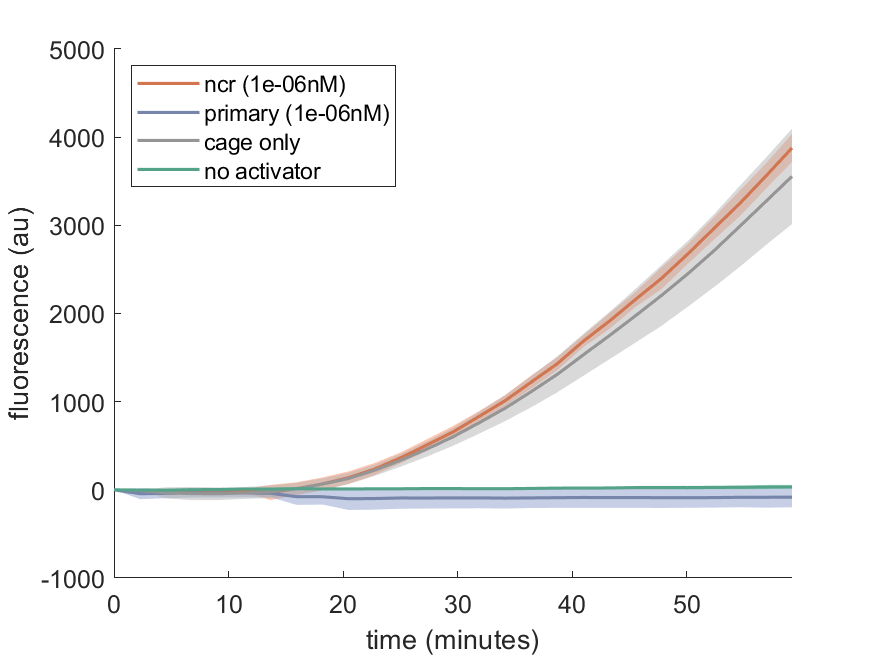 5000
4000
3000
2000
1000
0
-1000
fluorescence (au)
ncr (1e-06nM)
primary (1e-06nM)
cage only
no activator
0 10 20 30 40 50
time (minutes)